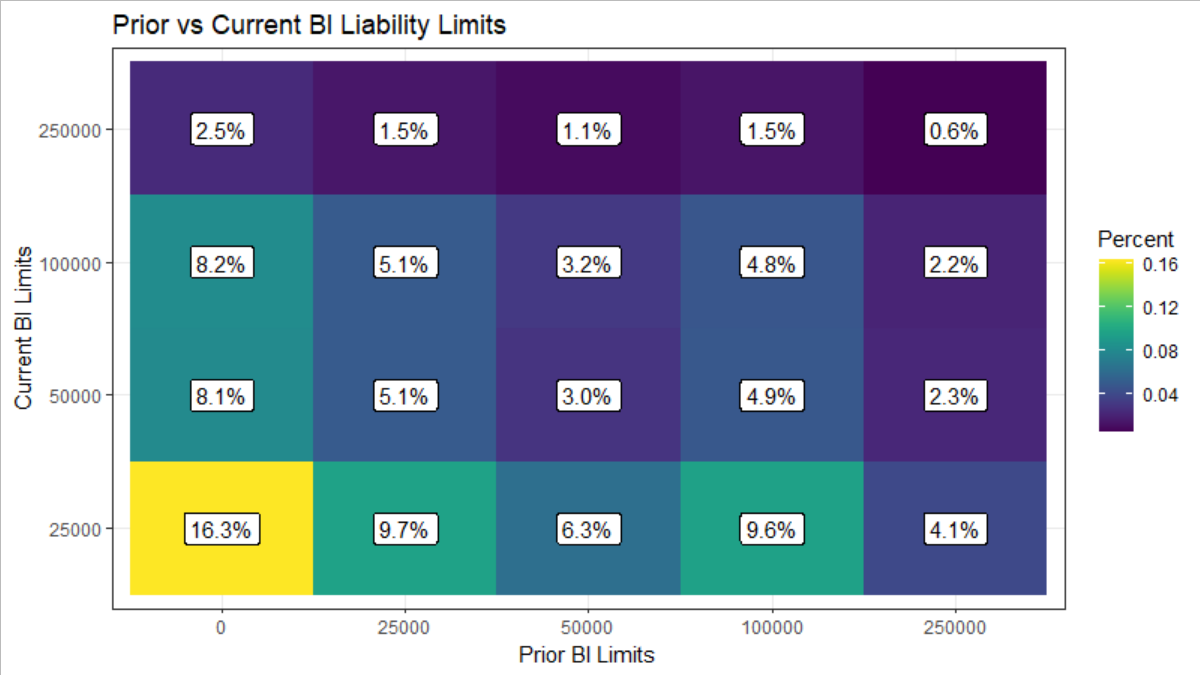 Prior vs Current BI Liability Limits
250000 2.5% 1.5% 1.1% 1.5% 0.6%
100000 8.2% 5.1% 3.2% 4.8% 2.2%
50000 8.1% 5.1% 3.0% 4.9% 2.3%
25000 16.3% 9.7% 6.3% 9.6% 4.1%
0 25000 50000 100000 250000
Prior BI Limits
Current BI Limits
Percent
0.16
0.12
0.08
0.04